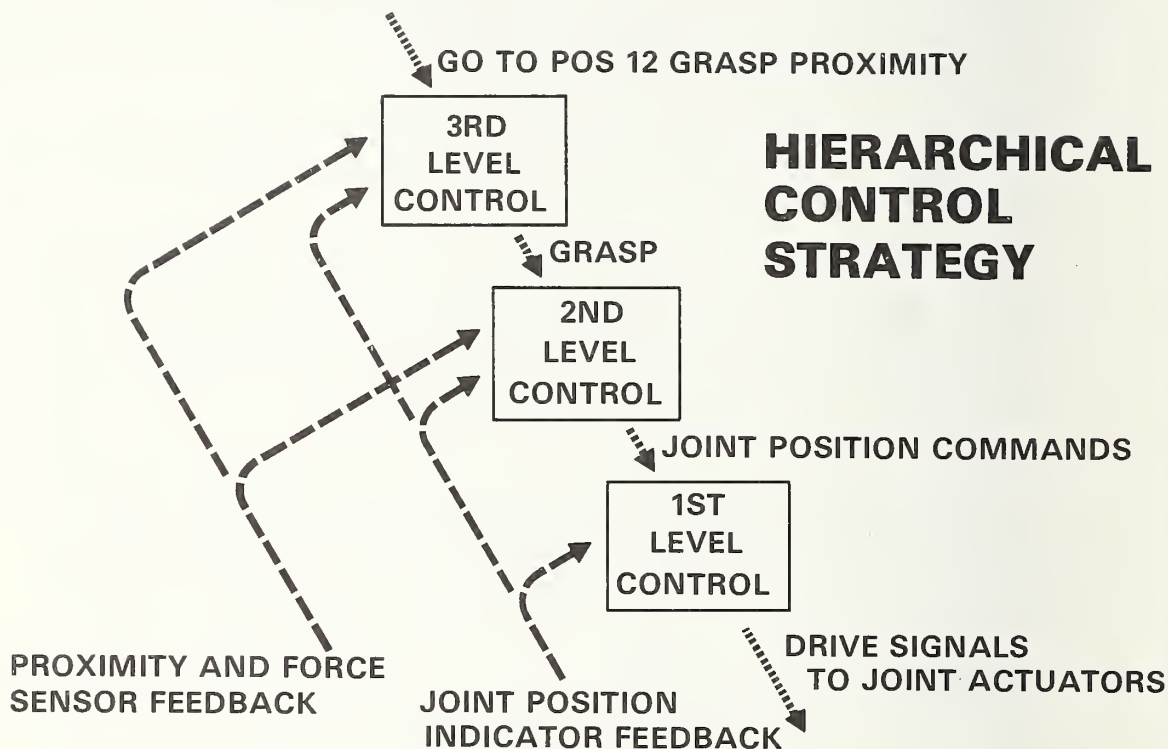 GO TO POS 12 GRASP PROXIMITY
3RD
LEVEL
CONTROL
HIERARCHICAL
CONTROL
STRATEGY
GRASP
2ND
LEVEL
CONTROL
JOINT POSITION COMMANDS
1ST
LEVEL
CONTROL
DRIVE SIGNALS
TO JOINT ACTUATORS
PROXIMITY AND FORCE
SENSOR FEEDBACK
JOINT POSITION
INDICATOR FEEDBACK